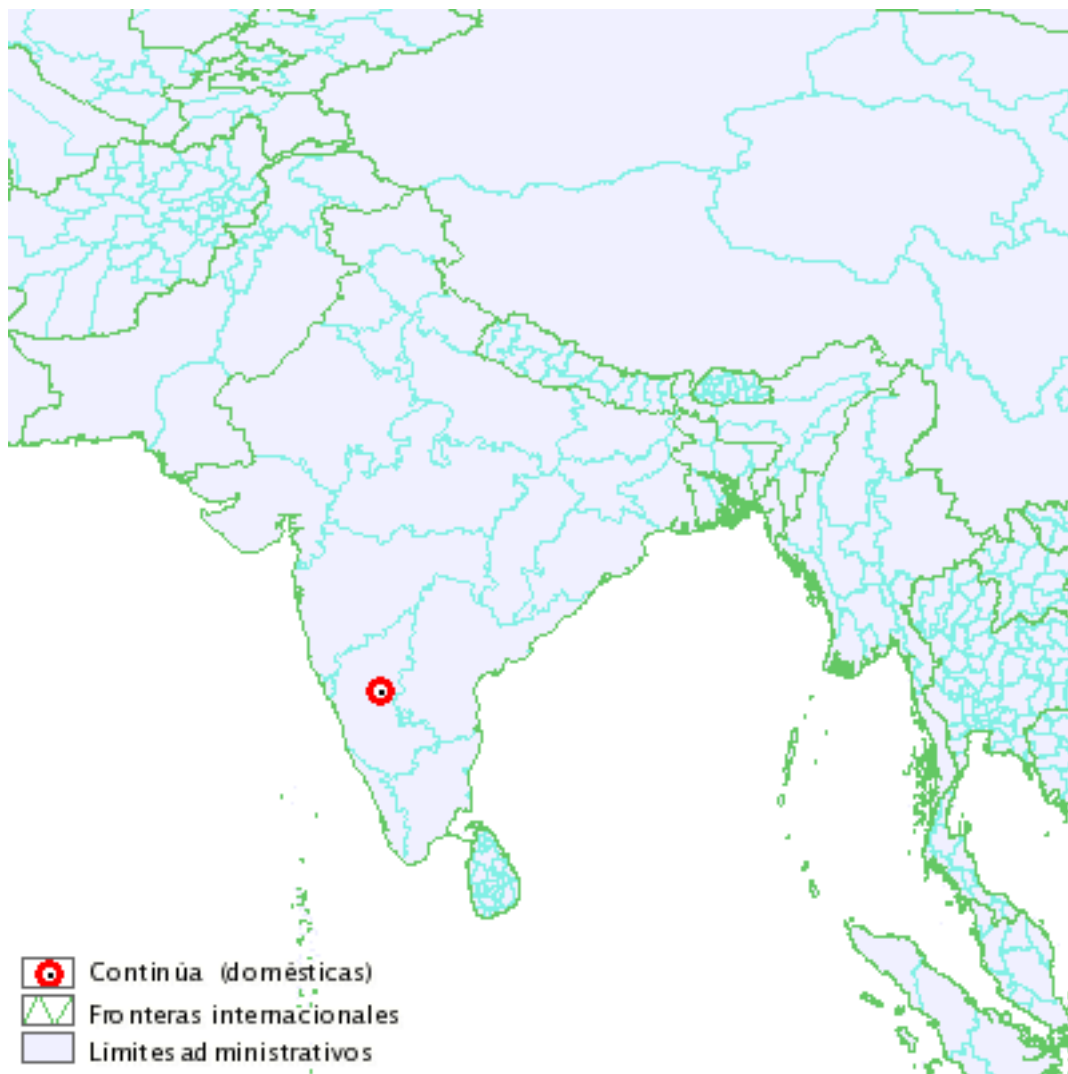 Continúa (domésticas)
Fronteras internacionales
Límites administrativos